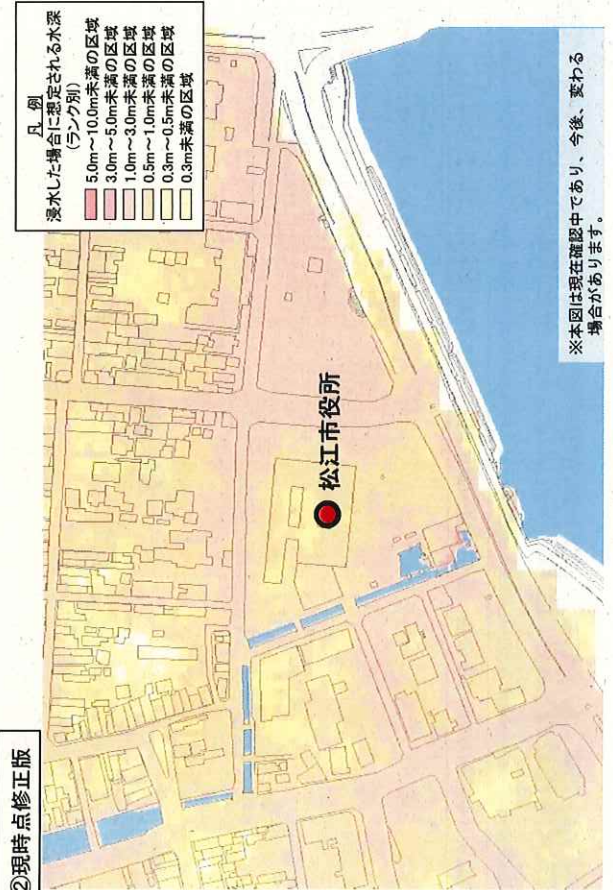 ②現時点修正版
凡 例
浸水した場合に想定される水深
(ランク別)
5.0m~10.0m未満の区域
3.0m~5.0m未満の区域
1.0m~3.0m未満の区域
0.5m~1.0m未満の区域
0.3m~0.5m未満の区域
0.3m未満の区域
松江市役所
※本図は現在確認中であり、今後、変わる
場合があります。